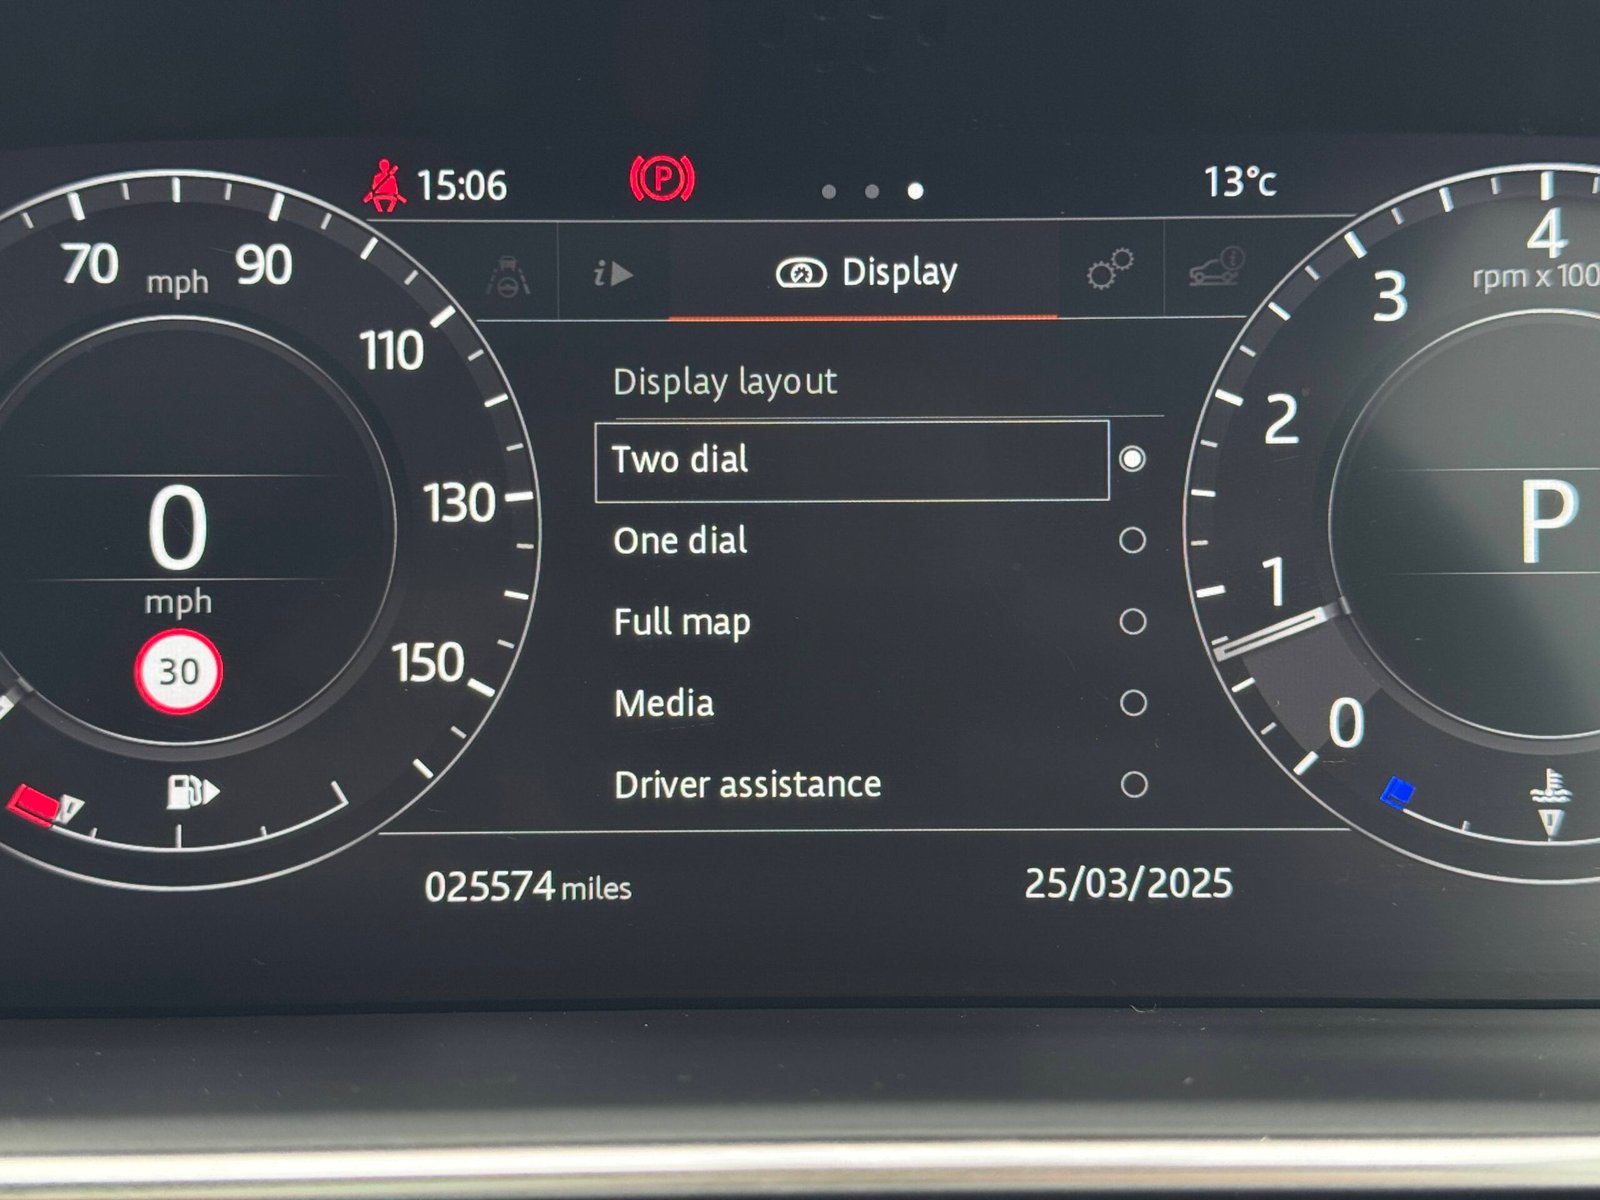 15:06
P
13°c
Display
Display layout
Two dial
One dial
Full map
Media
Driver assistance
025574 miles
25/03/2025
70
mph
90
110
130
150
0
mph
30
4
rpm x 100
3
2
1
0
P
i